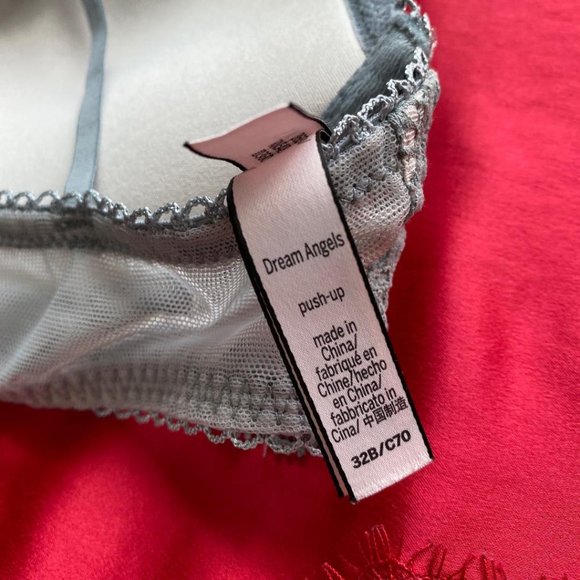 Dream Angels
push-up
made in
China/
fabriqué en
Chine/hecho
en China/
fabbricato in
Cina/ 中国制造
32B/C70